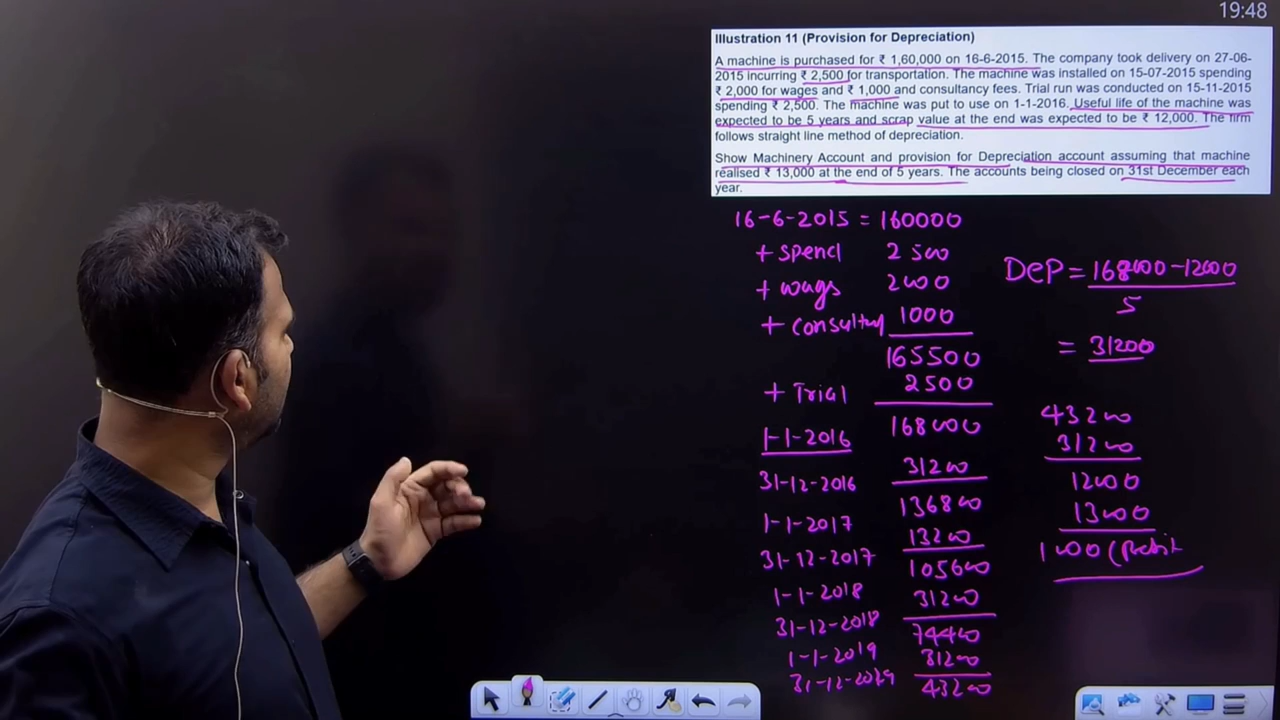 19:48
Illustration 11 (Provision for Depreciation)
A machine is purchased for ₹ 1,60,000 on 16-6-2015. The company took delivery on 27-06-
2015 incurring ₹ 2,500 for transportation. The machine was installed on 15-07-2015 spending
₹ 2,000 for wages and ₹ 1,000 and consultancy fees. Trial run was conducted on 15-11-2015
spending ₹ 2,500. The machine was put to use on 1-1-2016. Useful life of the machine was
expected to be 5 years and scrap value at the end was expected to be ₹ 12,000. The firm
follows straight line method of depreciation.
Show Machinery Account and provision for Depreciation account assuming that machine
realised ₹ 13,000 at the end of 5 years. The accounts being closed on 31st December each
year.
16-6-2015 = 160000
+ spend 2500
+ wags 2000
+ consultey 1000
165500
+ Trial 2500
1-1-2016 168000
31-12-2016 31200
1-1-2017 136800
31-12-2017 13200
1-1-2018 105600
31-12-2018 31200
74400
1-1-2019 31200
31-12-2029 43200
DeP = 168000-12000
5
= 31200
43200
31200
12000
13000
1000 (Profit